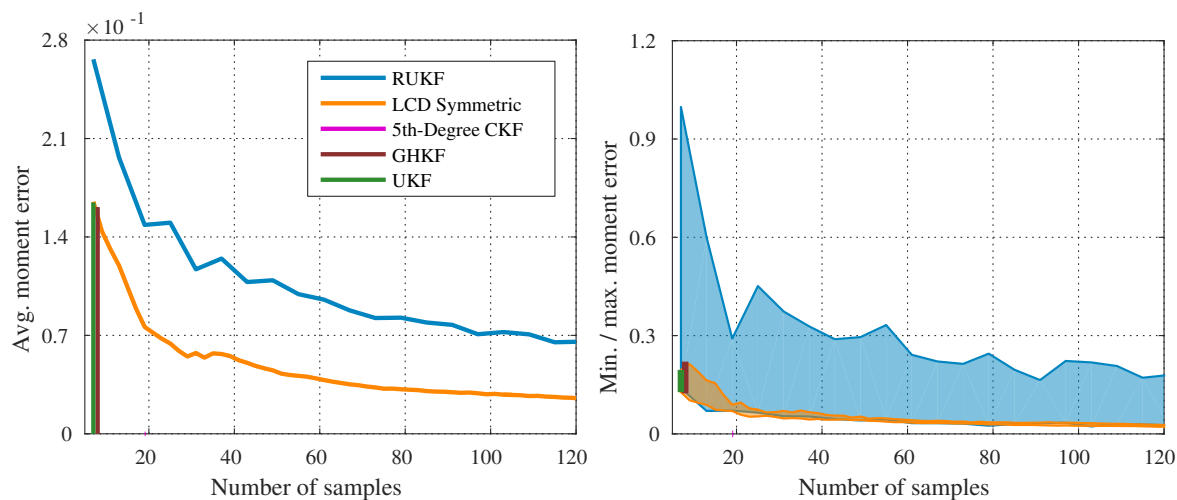 ×10 -1
2.8
2.1
1.4
0.7
0
Avg. moment error
RUKF
LCD Symmetric
5th-Degree CKF
GHKF
UKF
20 40 60 80 100 120
Number of samples
1.2
0.9
0.6
0.3
0
Min. / max. moment error
20 40 60 80 100 120
Number of samples